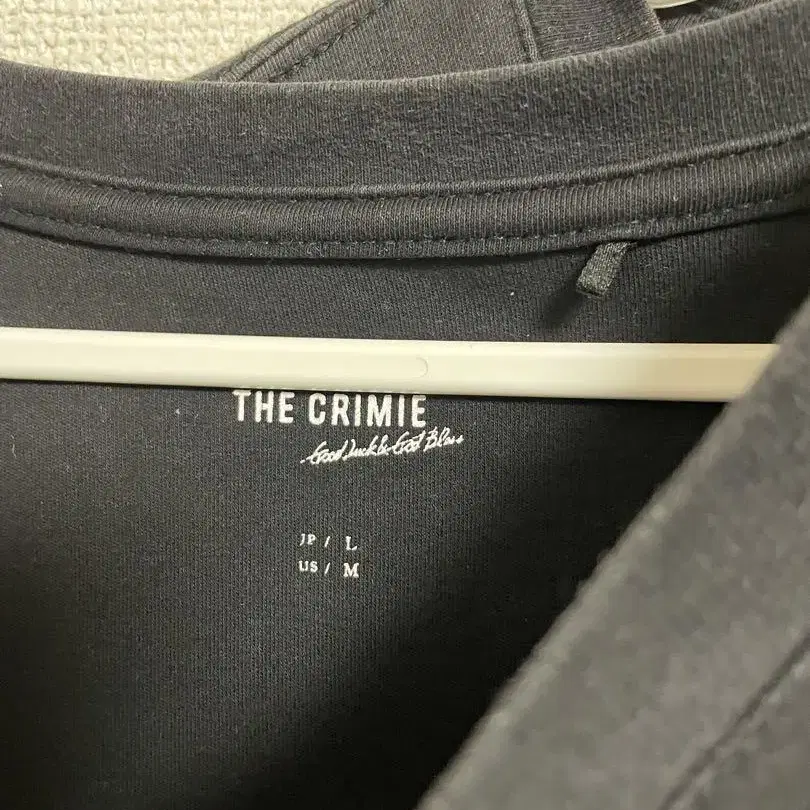 THE CRIMIE
Good Luck & God Bless
JP / L
US / M